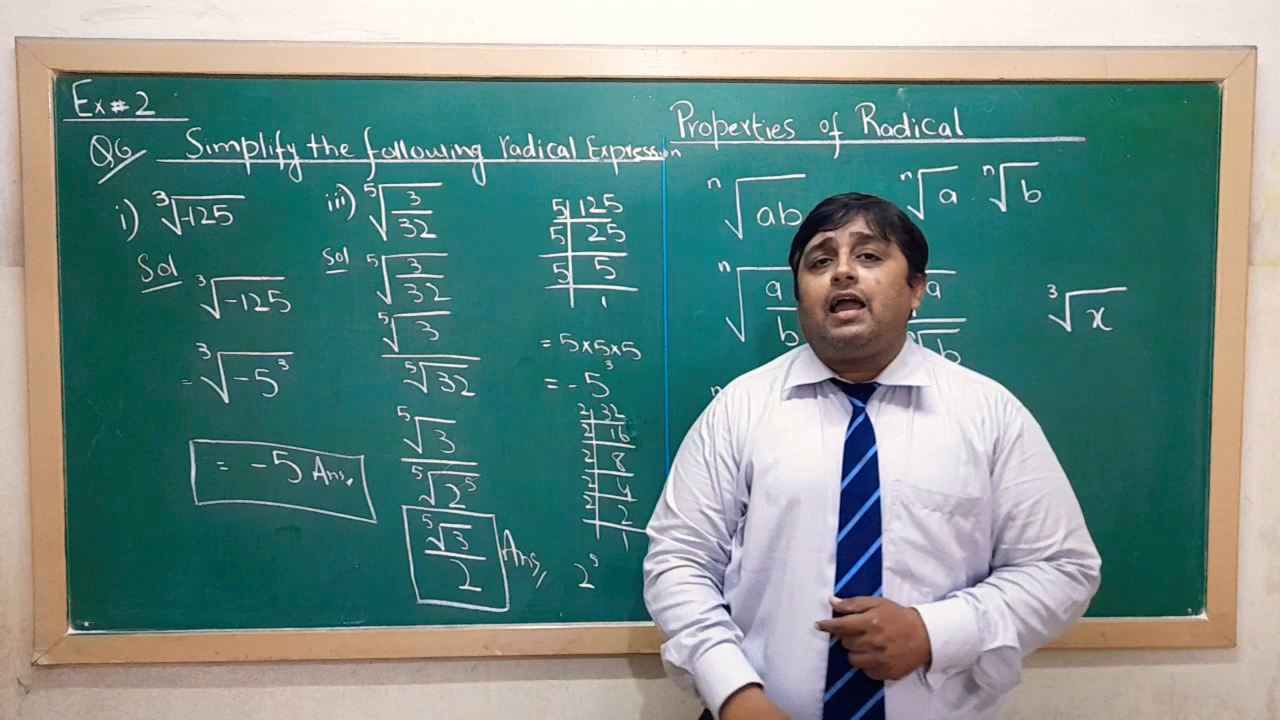 Ex # 2
Q6 Simplify the following radical Expression
i) ∛-125
Sol
∛-125
= ∛-5³
= -5 Ans,
iii) ⁵√3/32
Sol
⁵√3/32
⁵√3
⁵√32
⁵√3
⁵√2⁵
⁵√3
2
Ans,
5 125
5 25
5 5
1
= 5×5×5
= -5³
2 32
2 16
2 8
2
2 2
1
2⁵
Properties of Radical
ⁿ√ab ⁿ√a ⁿ√b
ⁿ√a/b
a
√b
∛x